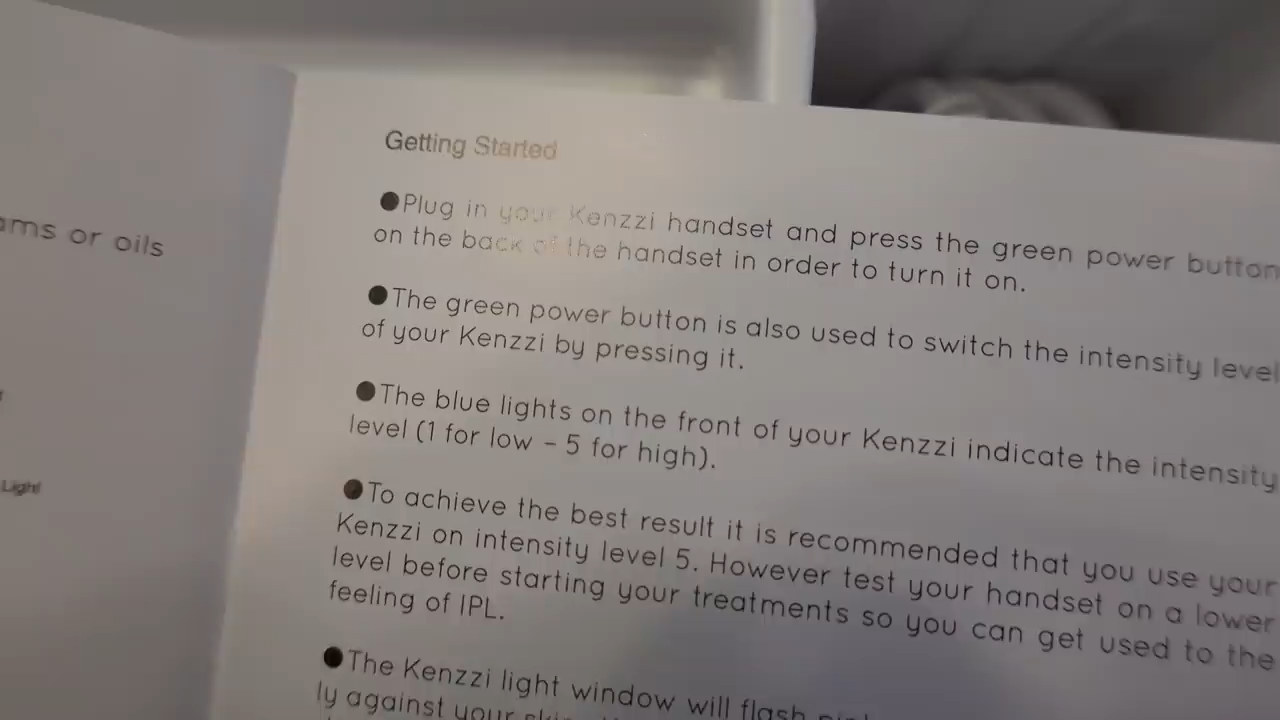 ams or oils
Light
Getting Started
●Plug in your Kenzzi handset and press the green power button
on the back of the handset in order to turn it on.
●The green power button is also used to switch the intensity level
of your Kenzzi by pressing it.
●The blue lights on the front of your Kenzzi indicate the intensity
level (1 for low – 5 for high).
●To achieve the best result it is recommended that you use your
Kenzzi on intensity level 5. However test your handset on a lower
level before starting your treatments so you can get used to the
feeling of IPL.
●The Kenzzi light window will flash
ly against your